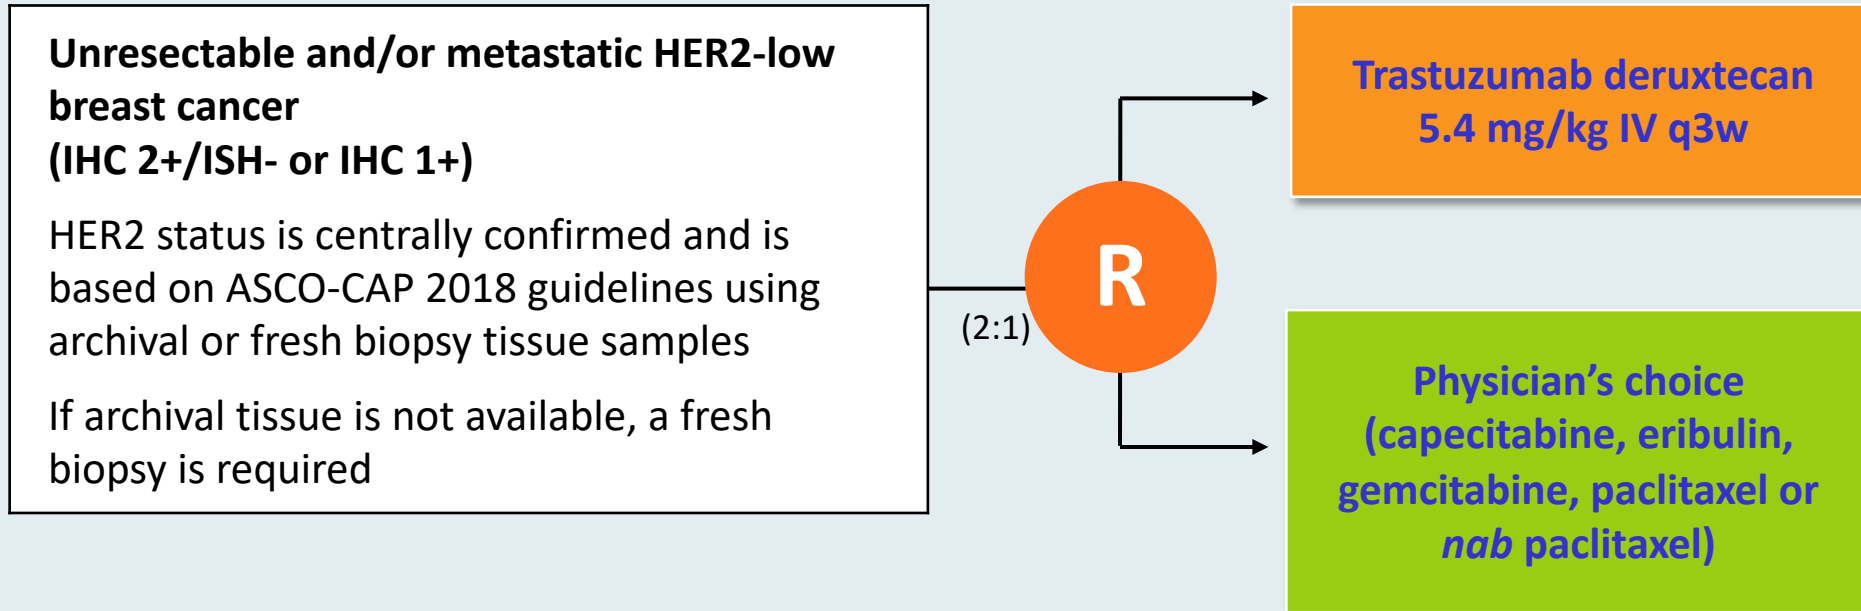 Unresectable and/or metastatic HER2-low
breast cancer
(IHC 2+/ISH- or IHC 1+)
HER2 status is centrally confirmed and is
based on ASCO-CAP 2018 guidelines using
archival or fresh biopsy tissue samples
If archival tissue is not available, a fresh
biopsy is required
(2:1)
R
Trastuzumab deruxtecan
5.4 mg/kg IV q3w
Physician’s choice
(capecitabine, eribulin,
gemcitabine, paclitaxel or
nab paclitaxel)